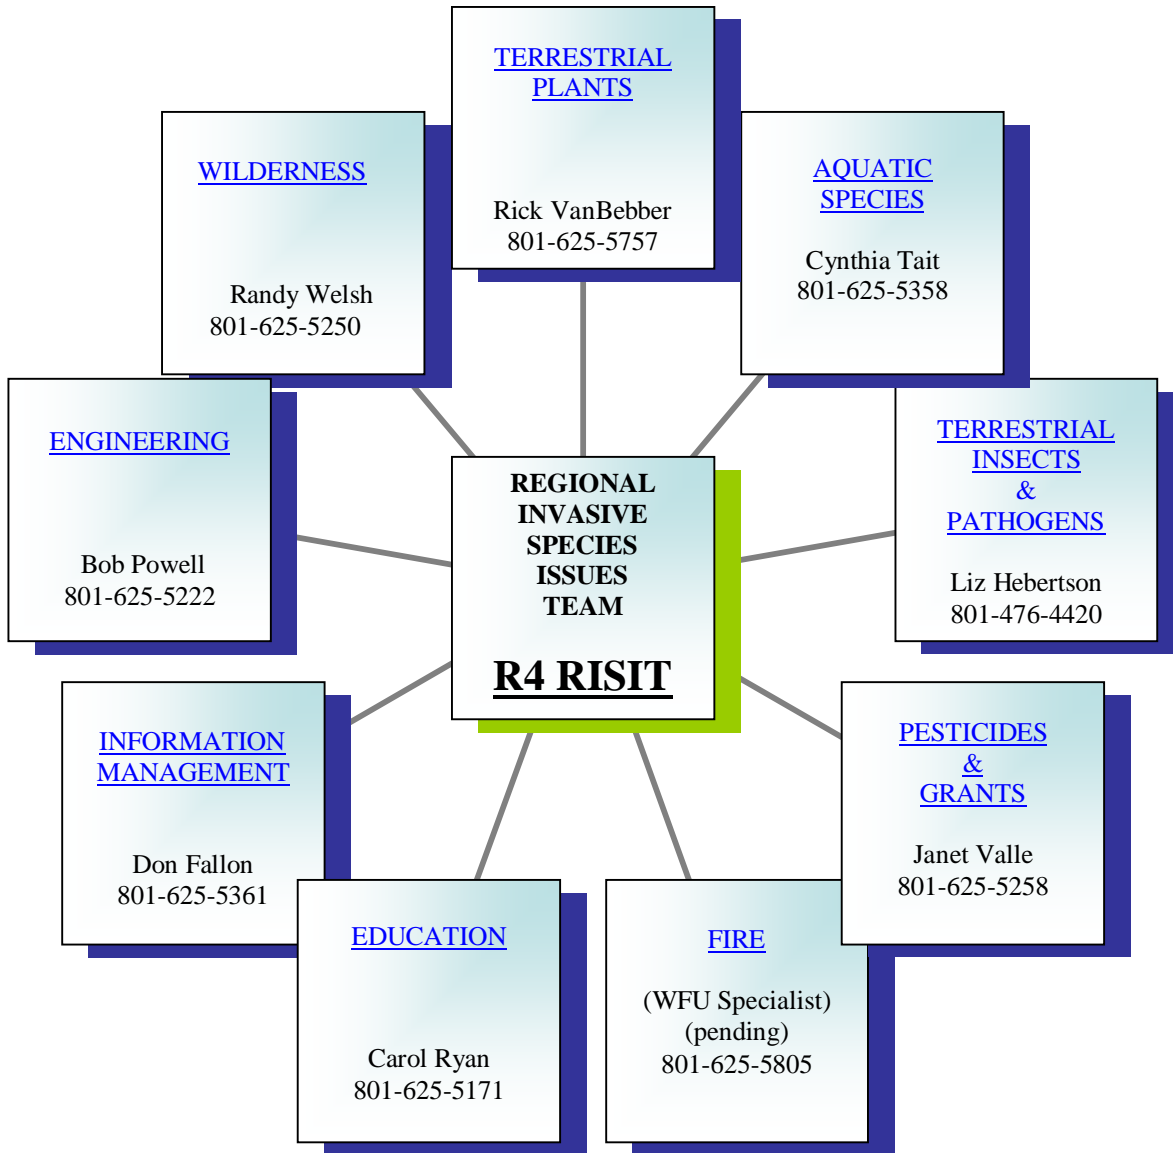 TERRESTRIAL
PLANTS
Rick VanBebber
801-625-5757
WILDERNESS
Randy Welsh
801-625-5250
AQUATIC
SPECIES
Cynthia Tait
801-625-5358
ENGINEERING
Bob Powell
801-625-5222
REGIONAL
INVASIVE
SPECIES
ISSUES
TEAM
R4 RISIT
TERRESTRIAL
INSECTS
&
PATHOGENS
Liz Hebertson
801-476-4420
INFORMATION
MANAGEMENT
Don Fallon
801-625-5361
PESTICIDES
&
GRANTS
Janet Valle
801-625-5258
EDUCATION
Carol Ryan
801-625-5171
FIRE
(WFU Specialist)
(pending)
801-625-5805